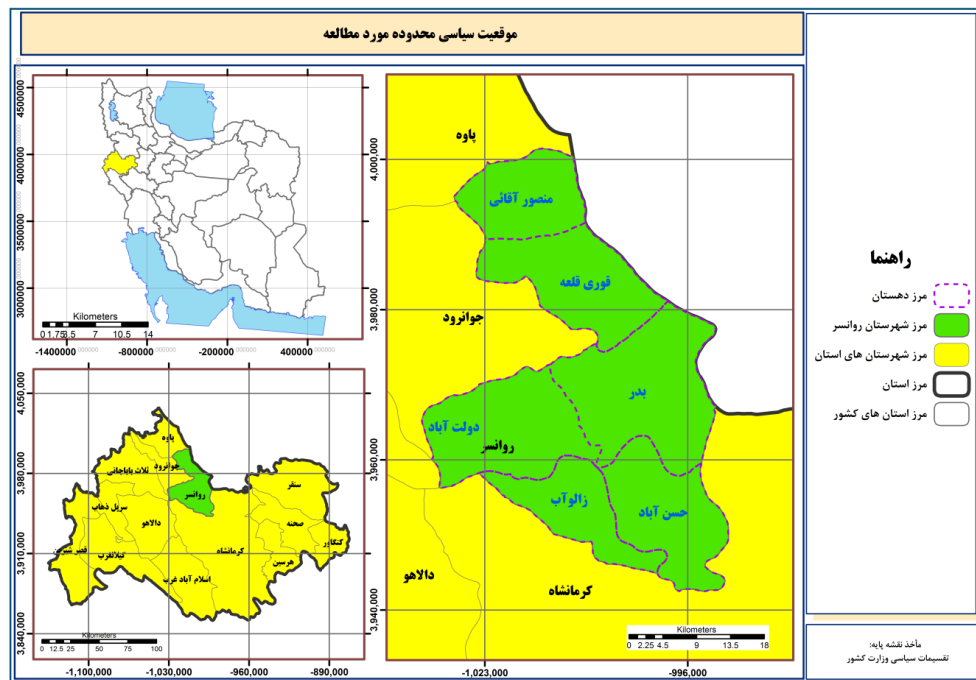 موقعیت سیاسی محدوده مورد مطالعه
4500000
4000000
3500000
3000000
Kilometers
0 1.75 3.5 7 10.5 14
-1400000
-800000
-200000
400000
4,050,000
3,980,000
3,910,000
3,840,000
پاوه
جوانرود
ثلاث باباجانی
روانسر
سنقر
سرپل ذهاب
دالاهو
صحنه
کنگاور
کرمانشاه
قصر شیرین
گیلانغرب
هرسین
اسلام آباد غرب
Kilometers
0 12.5 25 50 75 100
-1,100,000
-1,030,000
-960,000
-890,000
4,000,000
3,980,000
3,960,000
3,940,000
پاوه
منصور آقائی
قوری قلعه
جوانرود
بدر
دولت آباد
روانسر
زالوآب
حسن آباد
دالاهو
کرمانشاه
Kilometers
0 2.25 4.5 9 13.5 18
-1,023,000
-996,000
راهنما
مرز دهستان
مرز شهرستان روانسر
مرز شهرستان های استان
مرز استان
مرز استان های کشور
مأخذ نقشه پایه:
تقسیمات سیاسی وزارت کشور